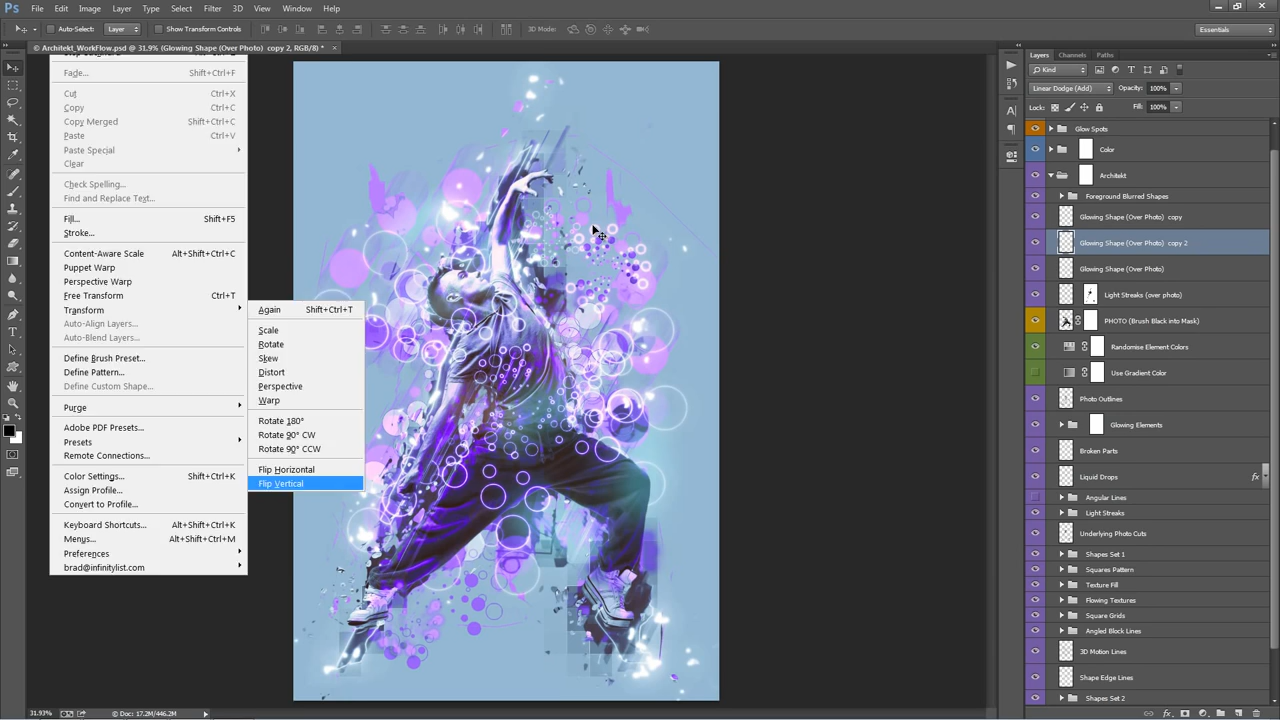 Ps File Edit Image Layer Type Select Filter 3D View Window Help
Auto-Select: Layer Show Transform Controls 3D Mode: Essentials
© Architekt_WorkFlow.psd @ 31.9% (Glowing Shape (Over Photo) copy 2, RGB/8) * ×
Fade... Shift+Ctrl+F
Cut Ctrl+X
Copy Ctrl+C
Copy Merged Shift+Ctrl+C
Paste Ctrl+V
Paste Special
Clear
Check Spelling...
Find and Replace Text...
Fill... Shift+F5
Stroke...
Content-Aware Scale Alt+Shift+Ctrl+C
Puppet Warp
Perspective Warp
Free Transform Ctrl+T
Transform
Auto-Align Layers...
Auto-Blend Layers...
Define Brush Preset...
Define Pattern...
Define Custom Shape...
Purge
Adobe PDF Presets...
Presets
Remote Connections...
Color Settings... Shift+Ctrl+K
Assign Profile...
Convert to Profile...
Keyboard Shortcuts... Alt+Shift+Ctrl+K
Menus... Alt+Shift+Ctrl+M
Preferences
brad@infinitylist.com
Again Shift+Ctrl+T
Scale
Rotate
Skew
Distort
Perspective
Warp
Rotate 180°
Rotate 90° CW
Rotate 90° CCW
Flip Horizontal
Flip Vertical
Layers Channels Paths
Kind
Linear Dodge (Add) Opacity: 100%
Lock: Fill: 100%
Glow Spots
Color
Architekt
Foreground Blurred Shapes
Glowing Shape (Over Photo) copy
Glowing Shape (Over Photo) copy 2
Glowing Shape (Over Photo)
Light Streaks (over photo)
PHOTO (Brush Black into Mask)
Randomise Element Colors
Use Gradient Color
Photo Outlines
Glowing Elements
Broken Parts
Liquid Drops fx
Angular Lines
Light Streaks
Underlying Photo Cuts
Shapes Set 1
Squares Pattern
Texture Fill
Flowing Textures
Square Grids
Angled Block Lines
3D Motion Lines
Shape Edge Lines
Shapes Set 2
31.93% Doc: 17.2M/446.2M